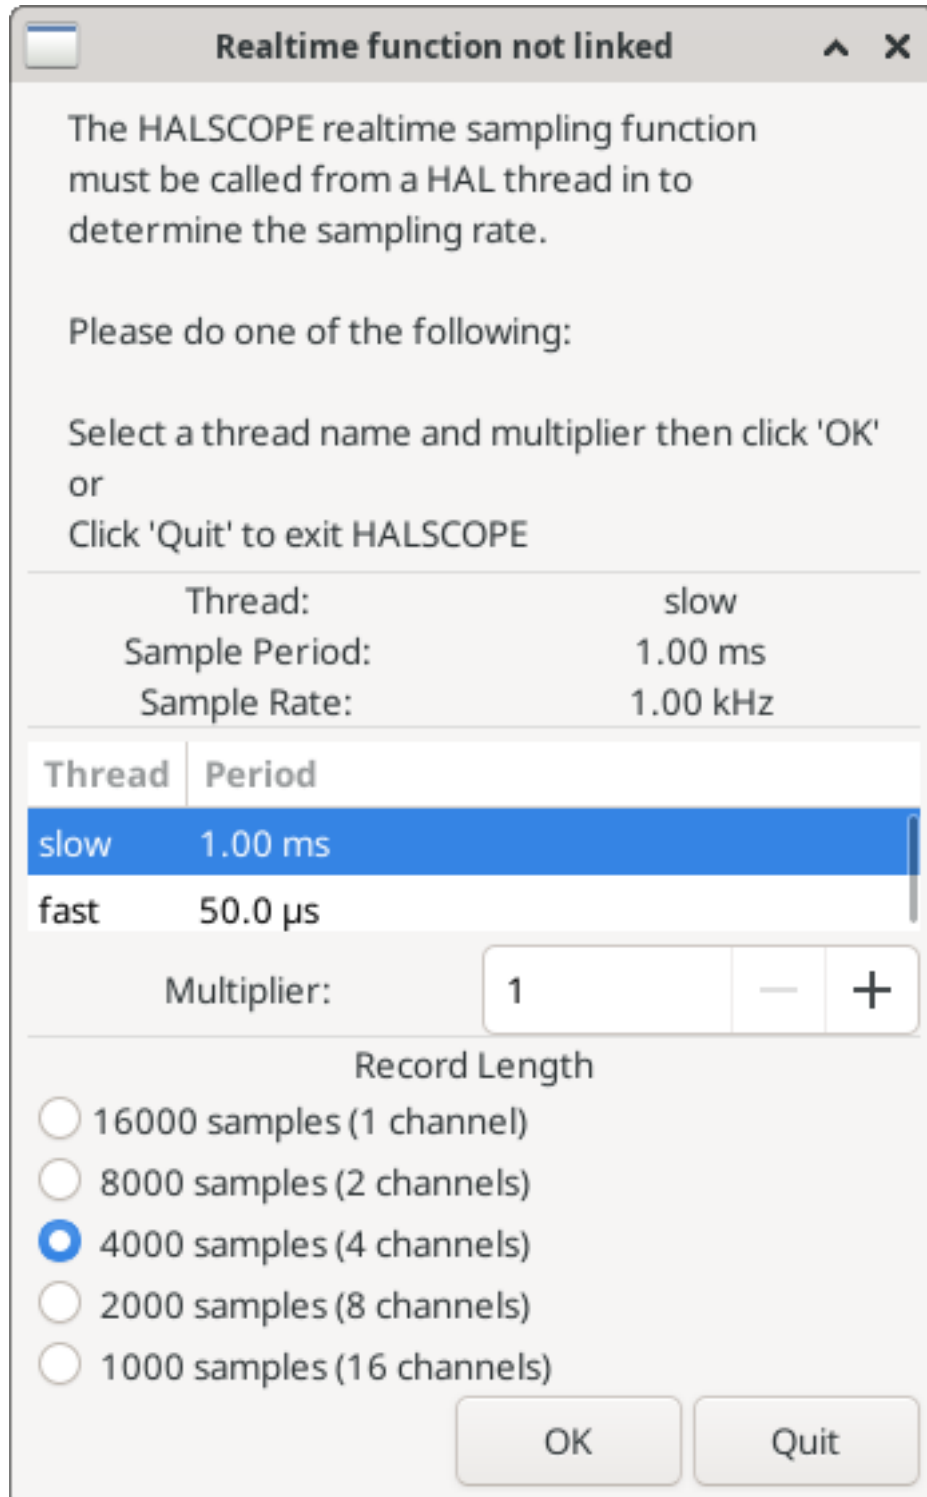 Realtime function not linked
The HALSCOPE realtime sampling function
must be called from a HAL thread in to
determine the sampling rate.
Please do one of the following:
Select a thread name and multiplier then click 'OK'
or
Click 'Quit' to exit HALSCOPE
Thread: slow
Sample Period: 1.00 ms
Sample Rate: 1.00 kHz
Thread Period
slow 1.00 ms
fast 50.0 µs
Multiplier: 1
Record Length
16000 samples (1 channel)
8000 samples (2 channels)
4000 samples (4 channels)
2000 samples (8 channels)
1000 samples (16 channels)
OK Quit